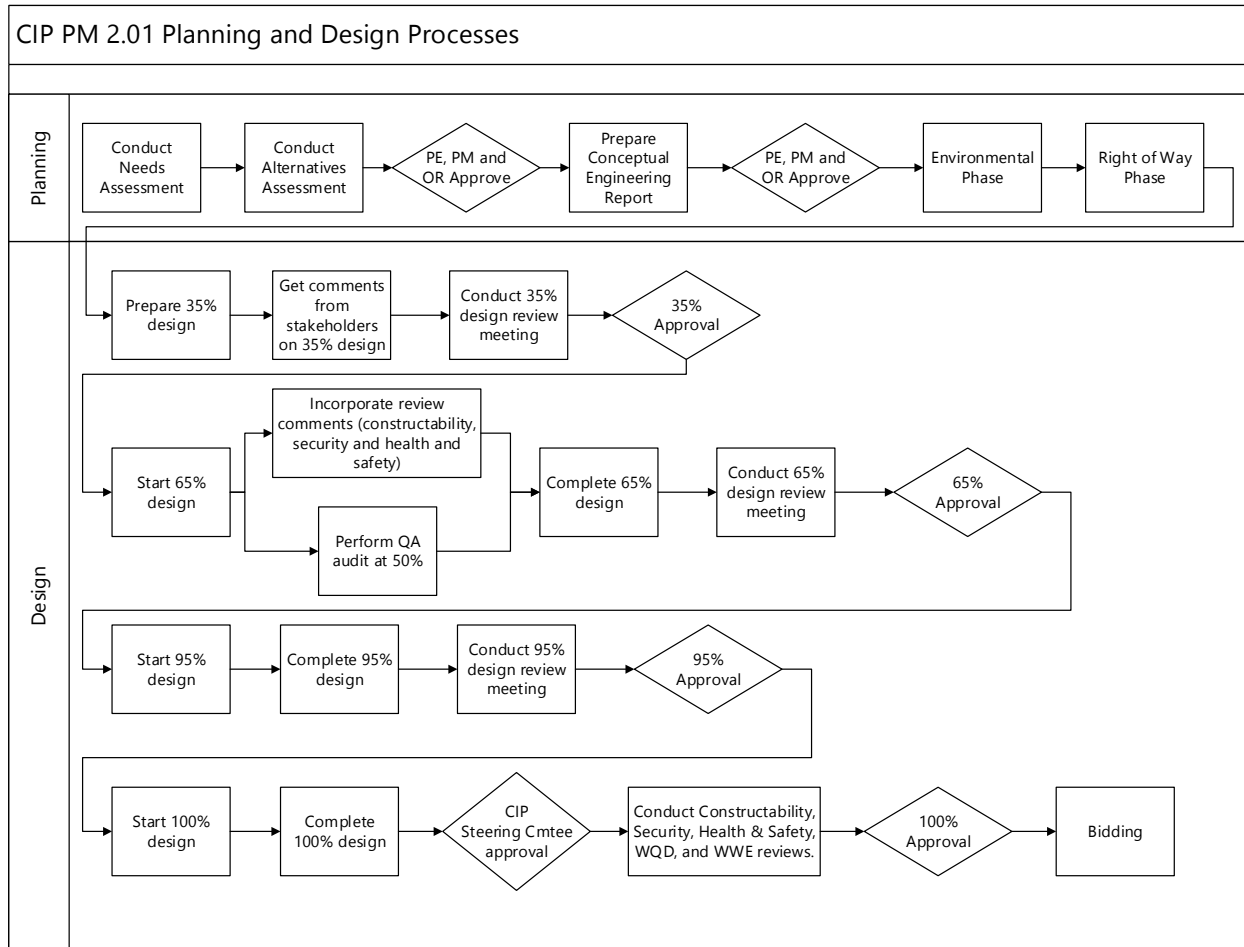 CIP PM 2.01 Planning and Design Processes
Planning
Conduct
Needs
Assessment
Conduct
Alternatives
Assessment
PE, PM and
OR Approve
Prepare
Conceptual
Engineering
Report
PE, PM and
OR Approve
Environmental
Phase
Right of Way
Phase
Design
Prepare 35%
design
Get comments
from
stakeholders
on 35% design
Conduct 35%
design review
meeting
35%
Approval
Start 65%
design
Incorporate review
comments (constructability,
security and health and
safety)
Perform QA
audit at 50%
Complete 65%
design
Conduct 65%
design review
meeting
65%
Approval
Start 95%
design
Complete 95%
design
Conduct 95%
design review
meeting
95%
Approval
Start 100%
design
Complete
100% design
CIP
Steering Cmtee
approval
Conduct Constructability,
Security, Health & Safety,
WQD, and WWE reviews.
100%
Approval
Bidding